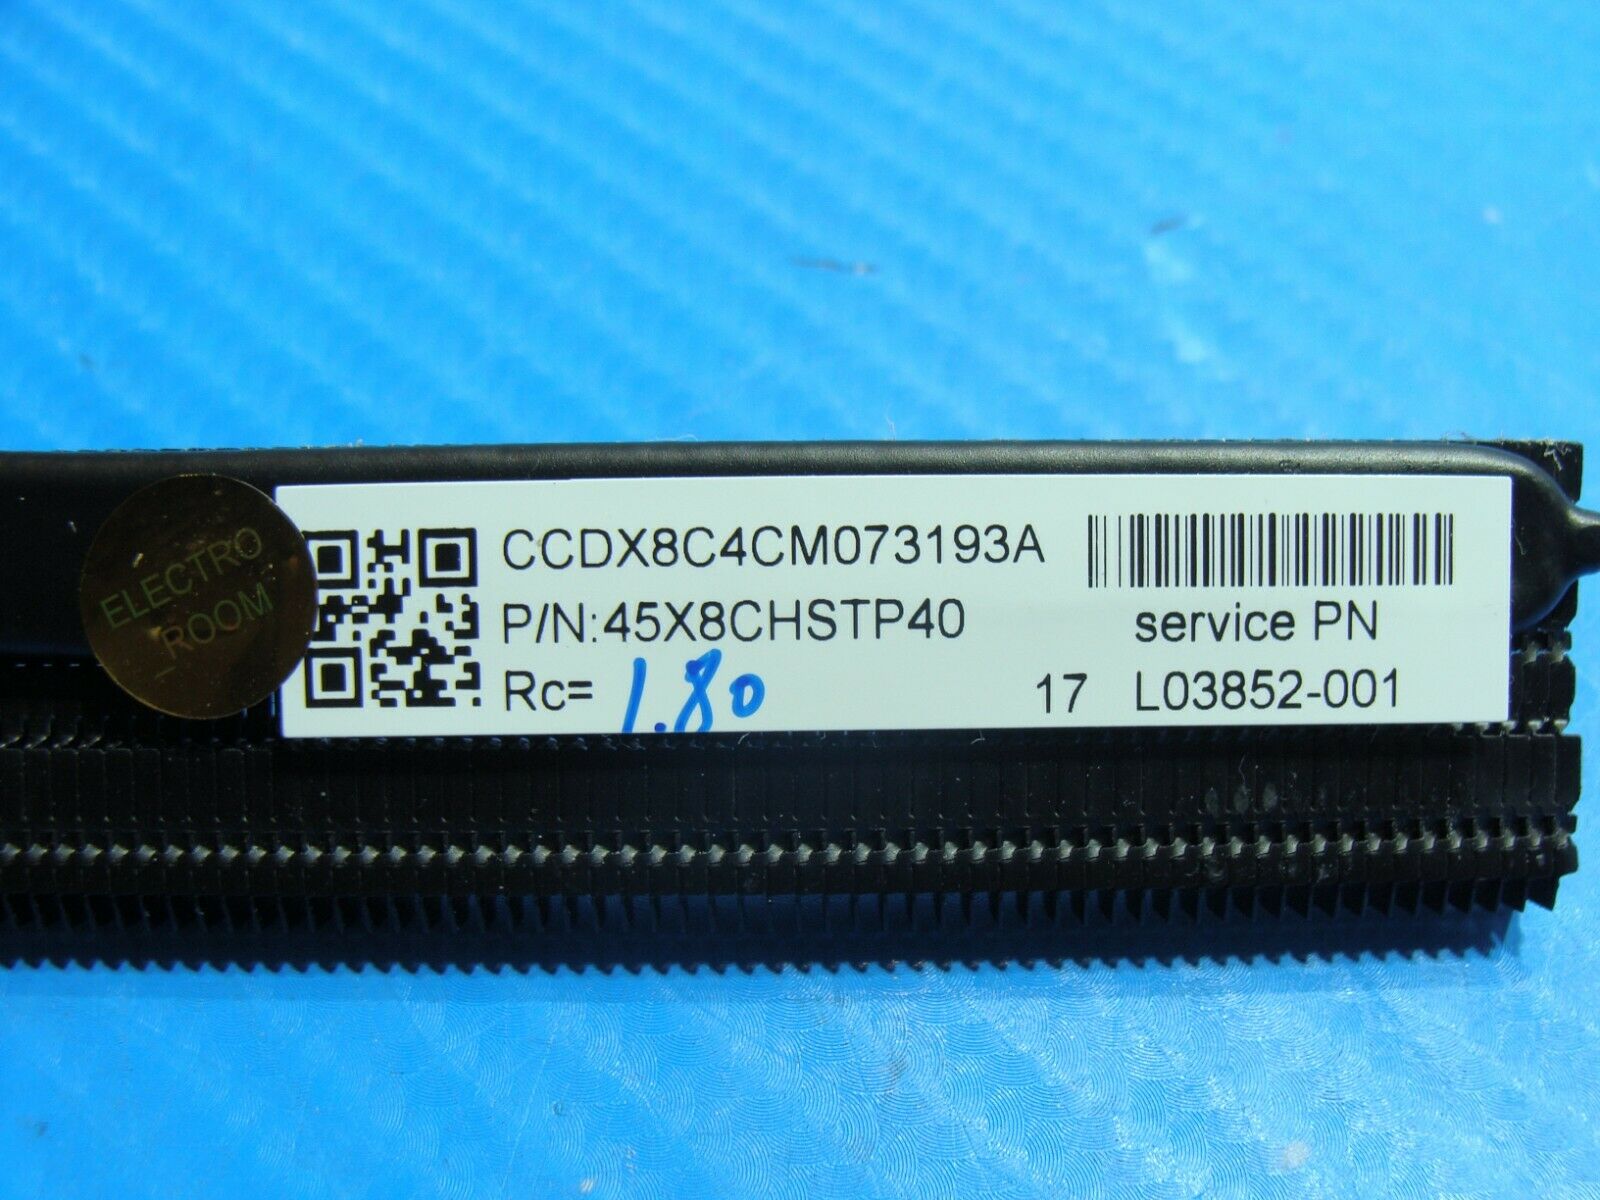 ELECTRO
ROOM
CCDX8C4CM073193A
P/N:45X8CHSTP40
service PN
Rc= 1.80
17 L03852-001